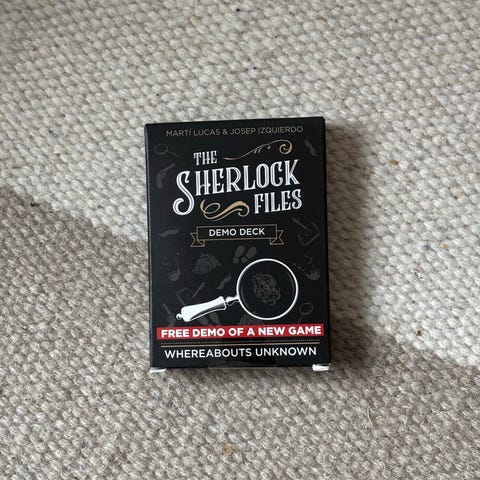 MARTÍ LUCAS & JOSEP IZQUIERDO
THE
SHERLOCK
FILES
DEMO DECK
FREE DEMO OF A NEW GAME
WHEREABOUTS UNKNOWN